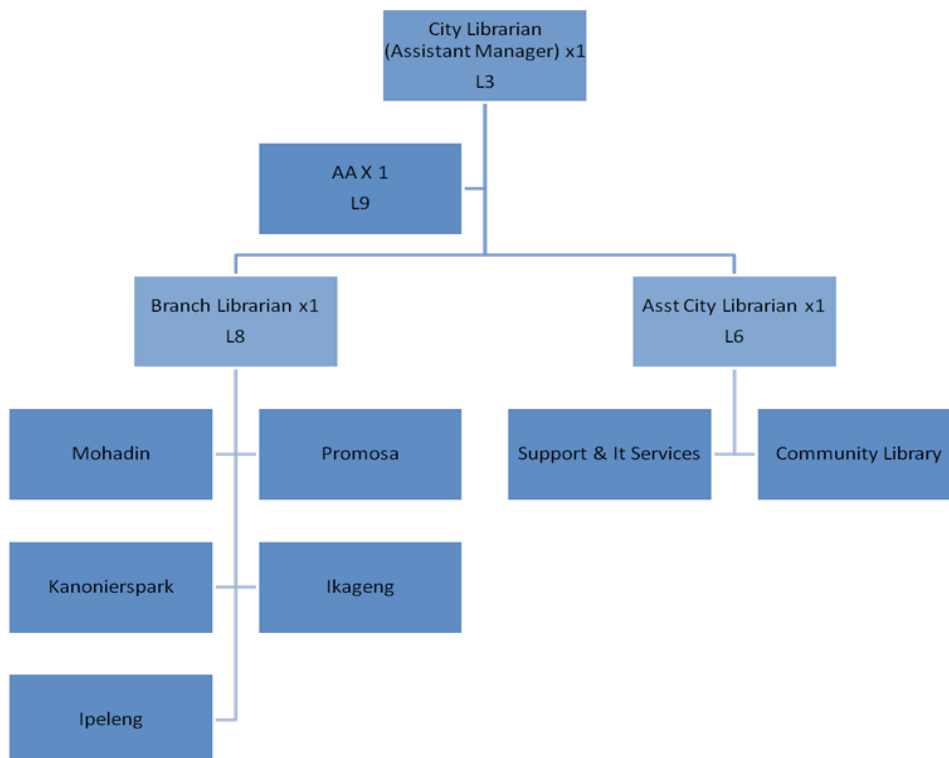 City Librarian
(Assistant Manager) x1
L3
AA X 1
L9
Branch Librarian x1
L8
Asst City Librarian x1
L6
Mohadin
Promosa
Support & It Services
Community Library
Kanonierspark
Ikageng
Ipeleng